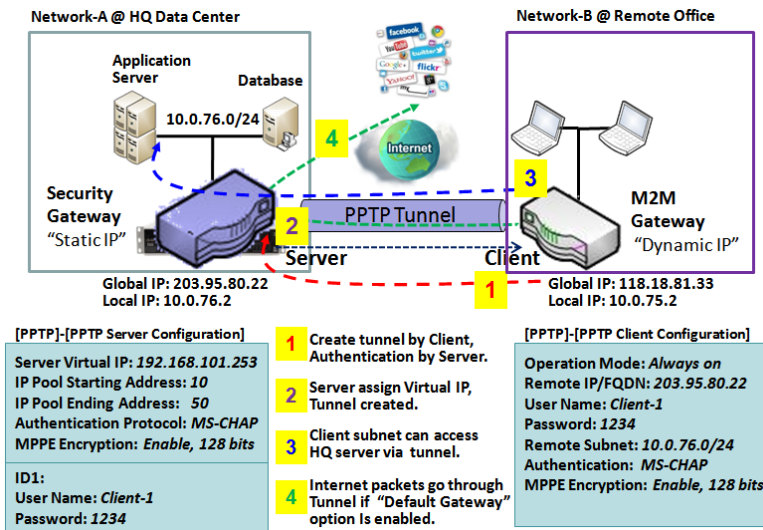 Network-A @ HQ Data Center
Network-B @ Remote Office
facebook
YouTube
twitter
Google+
flickr
YAHOO!
my
Application
Server
Database
10.0.76.0/24
4
Internet
3
Security
Gateway
“Static IP”
PPTP Tunnel
M2M
Gateway
“Dynamic IP”
2
Server
Client
1
Global IP: 203.95.80.22
Local IP: 10.0.76.2
Global IP: 118.18.81.33
Local IP: 10.0.75.2
[PPTP]-[PPTP Server Configuration]
Server Virtual IP: 192.168.101.253
IP Pool Starting Address: 10
IP Pool Ending Address: 50
Authentication Protocol: MS-CHAP
MPPE Encryption: Enable, 128 bits
ID1:
User Name: Client-1
Password: 1234
1 Create tunnel by Client,
Authentication by Server.
2 Server assign Virtual IP,
Tunnel created.
3 Client subnet can access
HQ server via tunnel.
4 Internet packets go through
Tunnel if “Default Gateway”
option Is enabled.
[PPTP]-[PPTP Client Configuration]
Operation Mode: Always on
Remote IP/FQDN: 203.95.80.22
User Name: Client-1
Password: 1234
Remote Subnet: 10.0.76.0/24
Authentication: MS-CHAP
MPPE Encryption: Enable, 128 bits